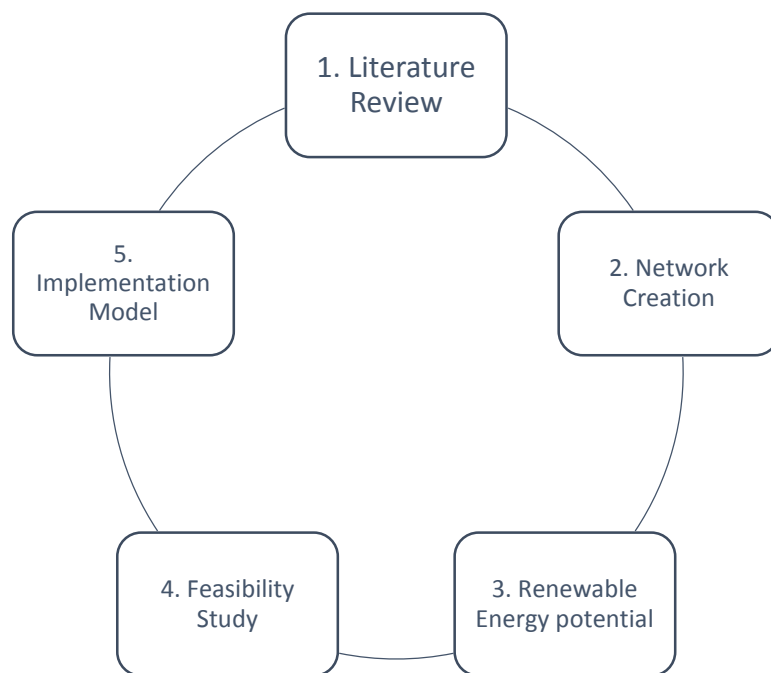 1. Literature
Review
2. Network
Creation
3. Renewable
Energy potential
4. Feasibility
Study
5.
Implementation
Model